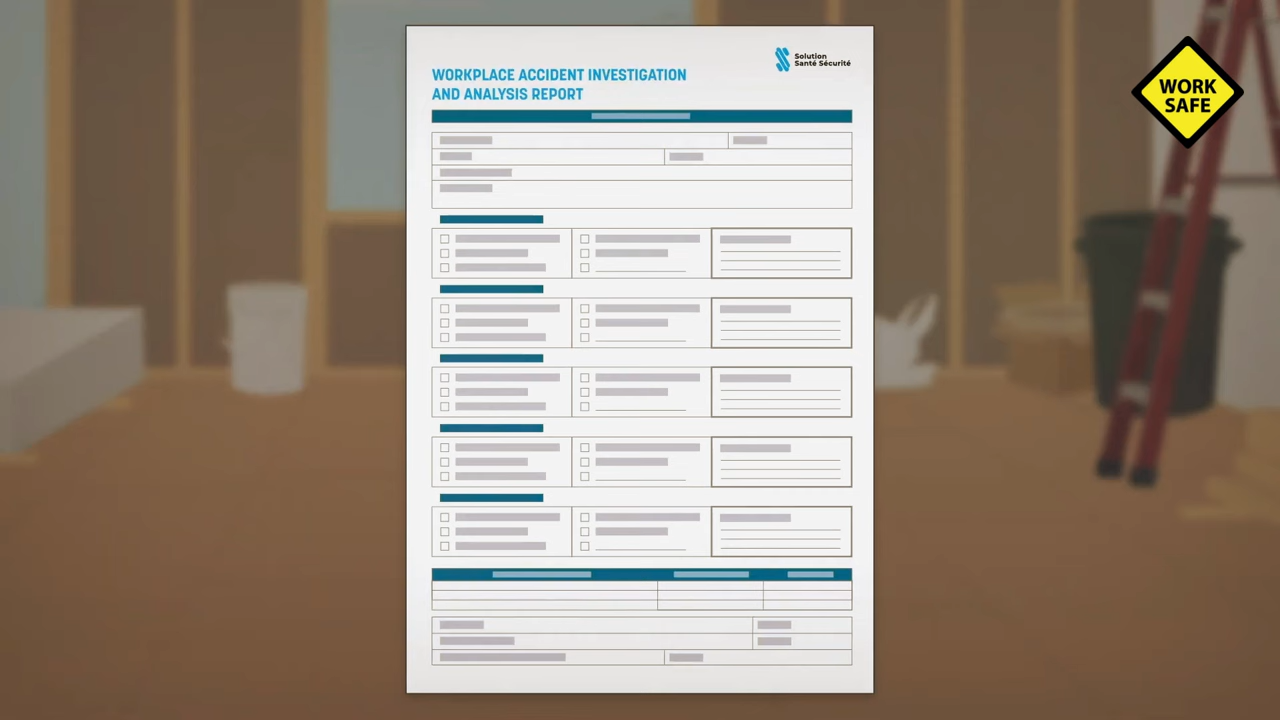 Solution
Santé Sécurité
WORKPLACE ACCIDENT INVESTIGATION
AND ANALYSIS REPORT
WORK
SAFE